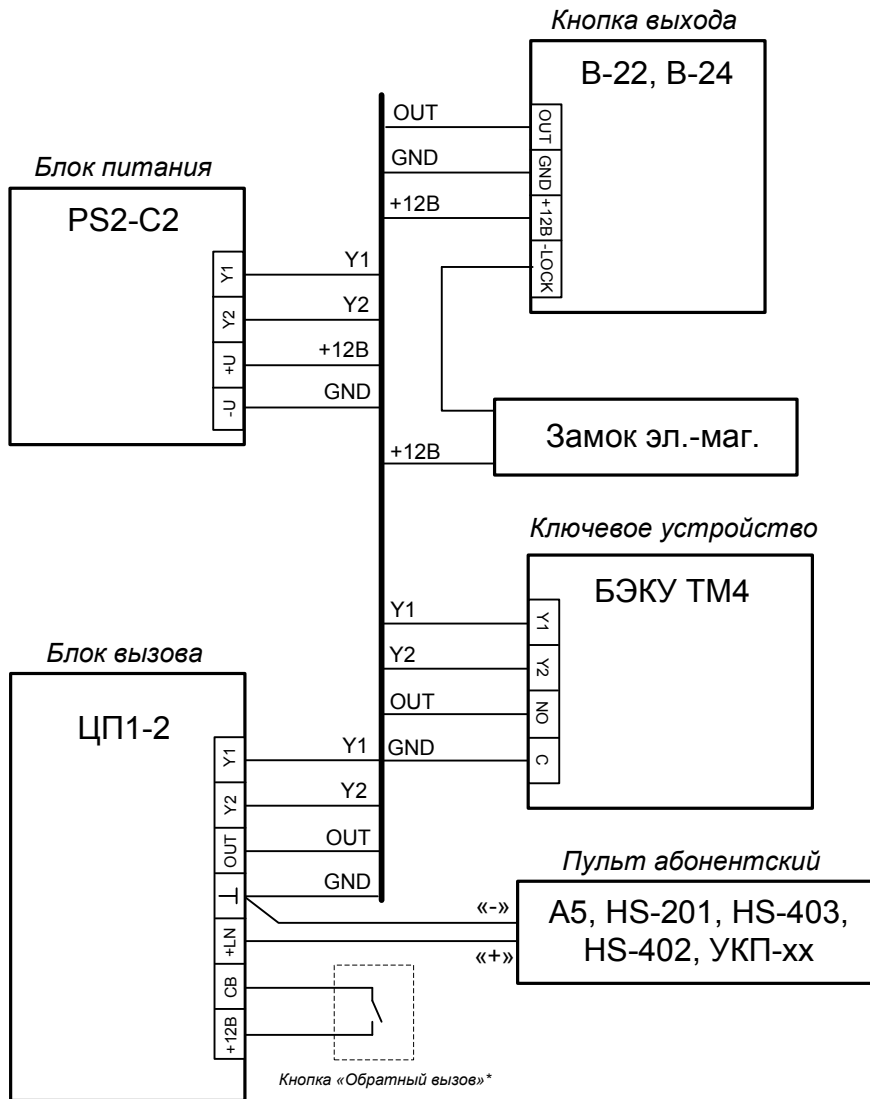 Кнопка выхода
В-22, В-24
OUT
GND
+12В
OUT
GND
+12В
-LOCK
Блок питания
PS2-C2
Y1
Y2
+U
-U
Y1
Y2
+12В
GND
Замок эл.-маг.
+12В
Ключевое устройство
БЭКУ ТМ4
Y1
Y2
OUT
GND
Y1
Y2
NO
C
Блок вызова
ЦП1-2
Y1
Y2
OUT
⊥
+LN
CB
+12В
Y1
Y2
OUT
GND
Пульт абонентский
«-»
«+»
А5, HS-201, HS-403,
HS-402, УКП-хх
Кнопка «Обратный вызов»*